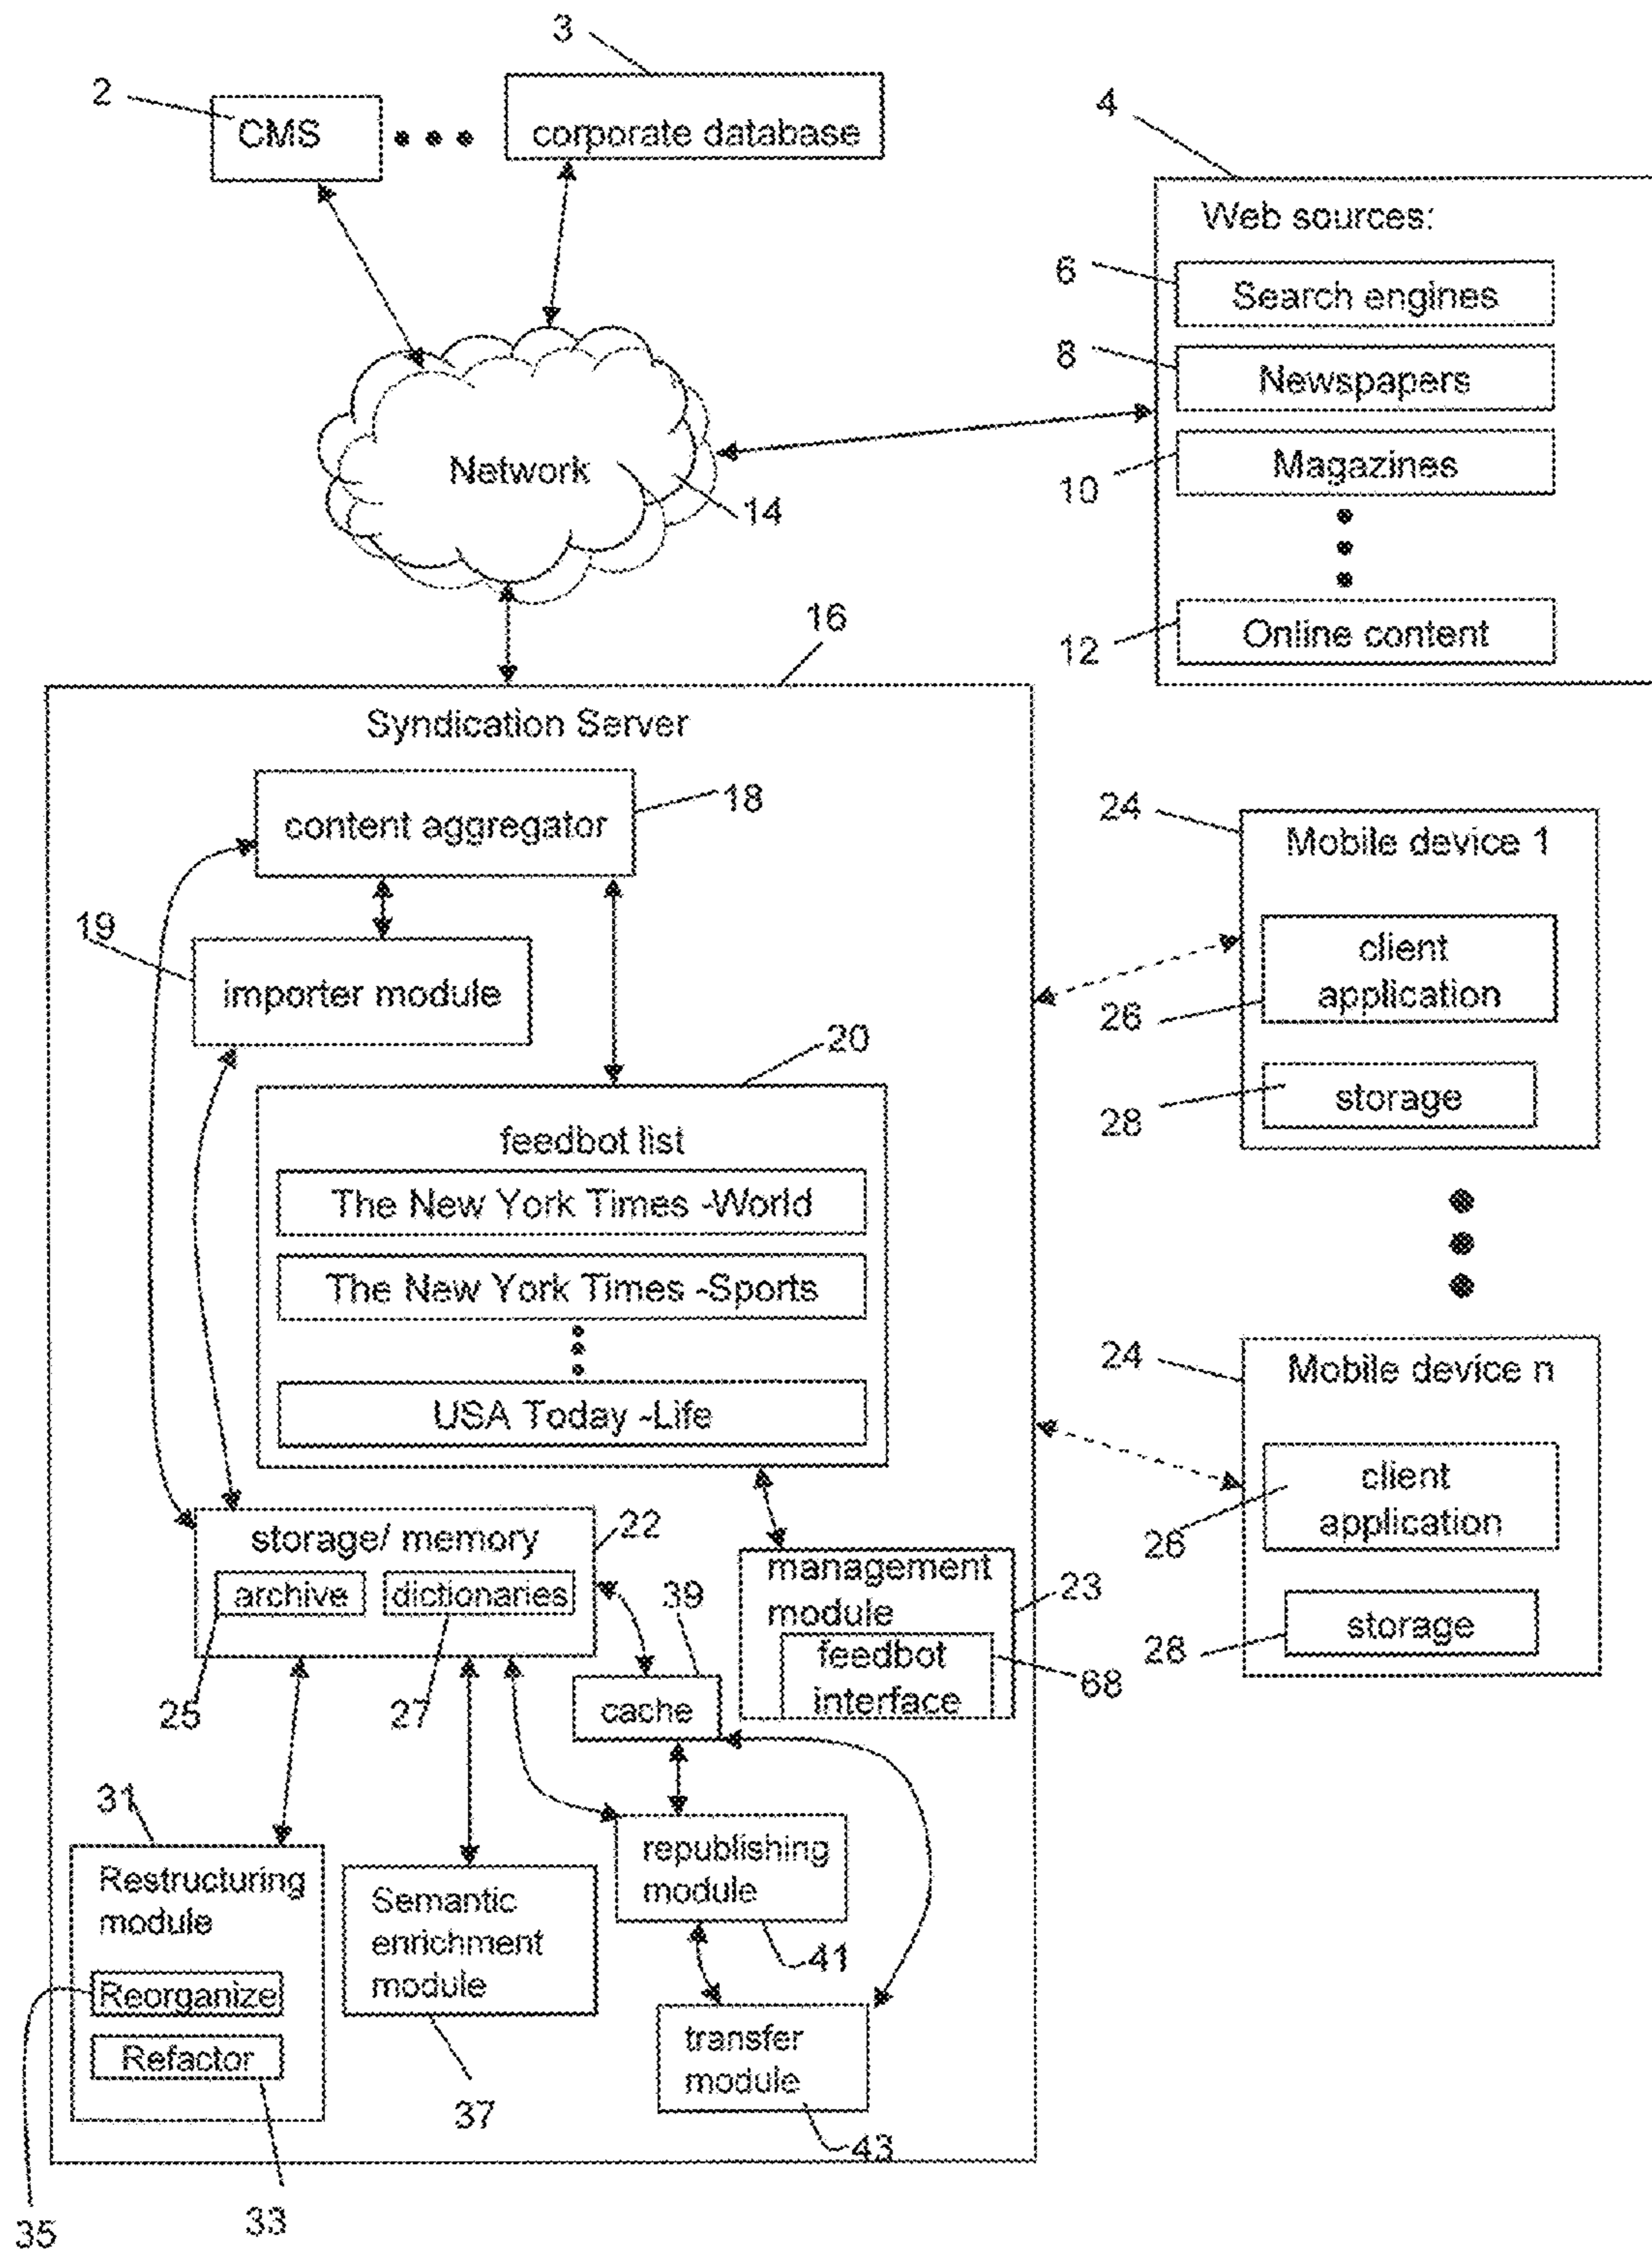 3
2
CMS
corporate database
4
Web sources:
6
Search engines
8
Newspapers
10
Magazines
12
Online content
Network
14
16
Syndication Server
content aggregator
18
19
importer module
20
feedbot list
The New York Times -World
The New York Times -Sports
USA Today -Life
storage/ memory
22
archive
dictionaries
25
27
39
cache
management
module
23
feedbot
interface
68
31
Restructuring
module
Reorganize
Refactor
35
33
Semantic
enrichment
module
37
republishing
module
41
transfer
module
43
24
Mobile device 1
client
application
26
storage
28
24
Mobile device n
client
application
26
storage
28